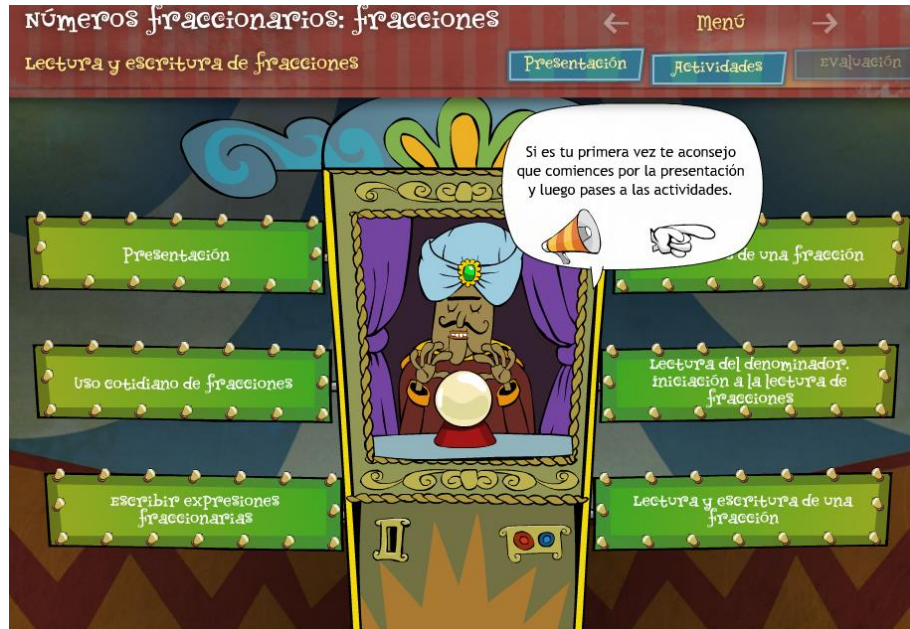 Números fraccionarios: fracciones
Menú
Lectura y escritura de fracciones
Presentación
Actividades
Evaluación
Si es tu primera vez te aconsejo
que comiences por la presentación
y luego pases a las actividades.
Presentación
de una fracción
Uso cotidiano de fracciones
Lectura del denominador.
iniciación a la lectura de
fracciones
Escribir expresiones
fraccionarias
Lectura y escritura de una
fracción